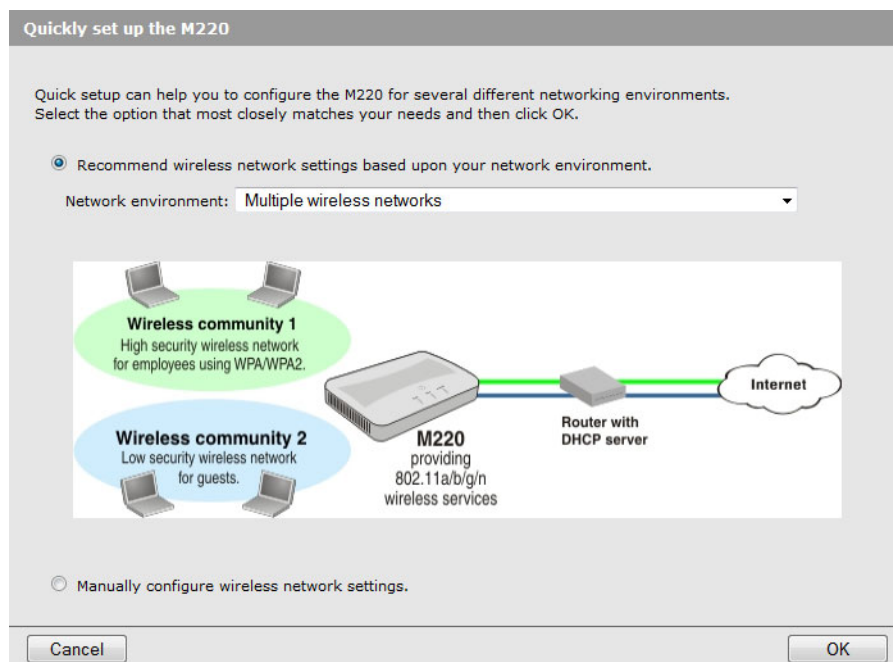 Quickly set up the M220
Quick setup can help you to configure the M220 for several different networking environments.
Select the option that most closely matches your needs and then click OK.
Recommend wireless network settings based upon your network environment.
Network environment: Multiple wireless networks
Wireless community 1
High security wireless network
for employees using WPA/WPA2.
Wireless community 2
Low security wireless network
for guests.
M220
providing
802.11a/b/g/n
wireless services
Router with
DHCP server
Internet
Manually configure wireless network settings.
Cancel
OK